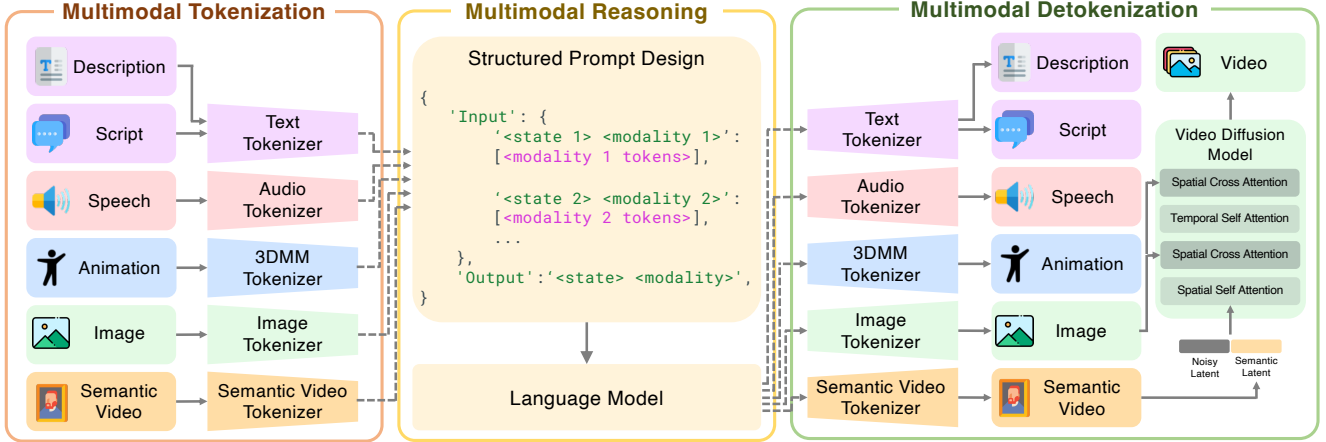 Multimodal Tokenization
Description
Script
Speech
Animation
Image
Semantic
Video
Text
Tokenizer
Audio
Tokenizer
3DMM
Tokenizer
Image
Tokenizer
Semantic Video
Tokenizer
Multimodal Reasoning
Structured Prompt Design
{
'Input': {
‘<state 1> <modality 1>’:
[<modality 1 tokens>],
‘<state 2> <modality 2>’:
[<modality 2 tokens>],
...
},
'Output':‘<state> <modality>',
}
Language Model
Multimodal Detokenization
Text
Tokenizer
Audio
Tokenizer
3DMM
Tokenizer
Image
Tokenizer
Semantic Video
Tokenizer
Description
Script
Speech
Animation
Image
Semantic
Video
Video
Video Diffusion
Model
Spatial Cross Attention
Temporal Self Attention
Spatial Cross Attention
Spatial Self Attention
Noisy
Latent
Semantic
Latent